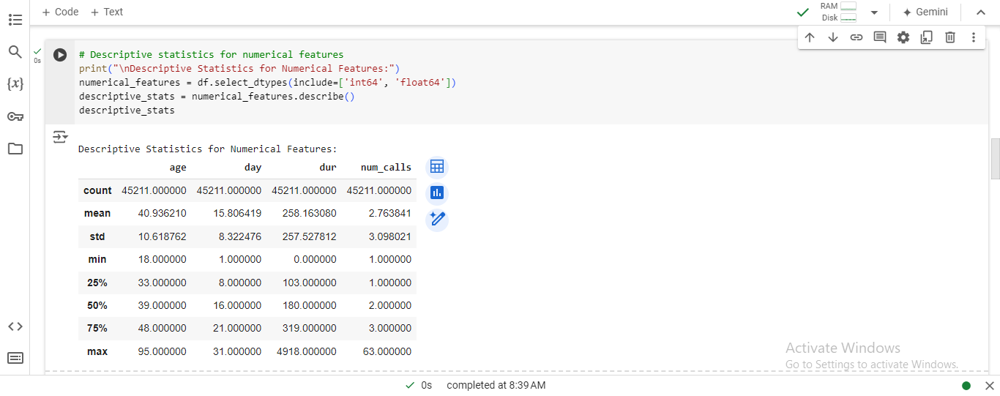 + Code + Text
RAM
Disk
Gemini
0s
# Descriptive statistics for numerical features
print("\nDescriptive Statistics for Numerical Features:")
numerical_features = df.select_dtypes(include=['int64', 'float64'])
descriptive_stats = numerical_features.describe()
descriptive_stats
{x}
Descriptive Statistics for Numerical Features:
age day dur num_calls
count 45211.000000 45211.000000 45211.000000 45211.000000
mean 40.936210 15.806419 258.163080 2.763841
std 10.618762 8.322476 257.527812 3.098021
min 18.000000 1.000000 0.000000 1.000000
25% 33.000000 8.000000 103.000000 1.000000
50% 39.000000 16.000000 180.000000 2.000000
75% 48.000000 21.000000 319.000000 3.000000
max 95.000000 31.000000 4918.000000 63.000000
Activate Windows
Go to Settings to activate Windows.
0s completed at 8:39 AM